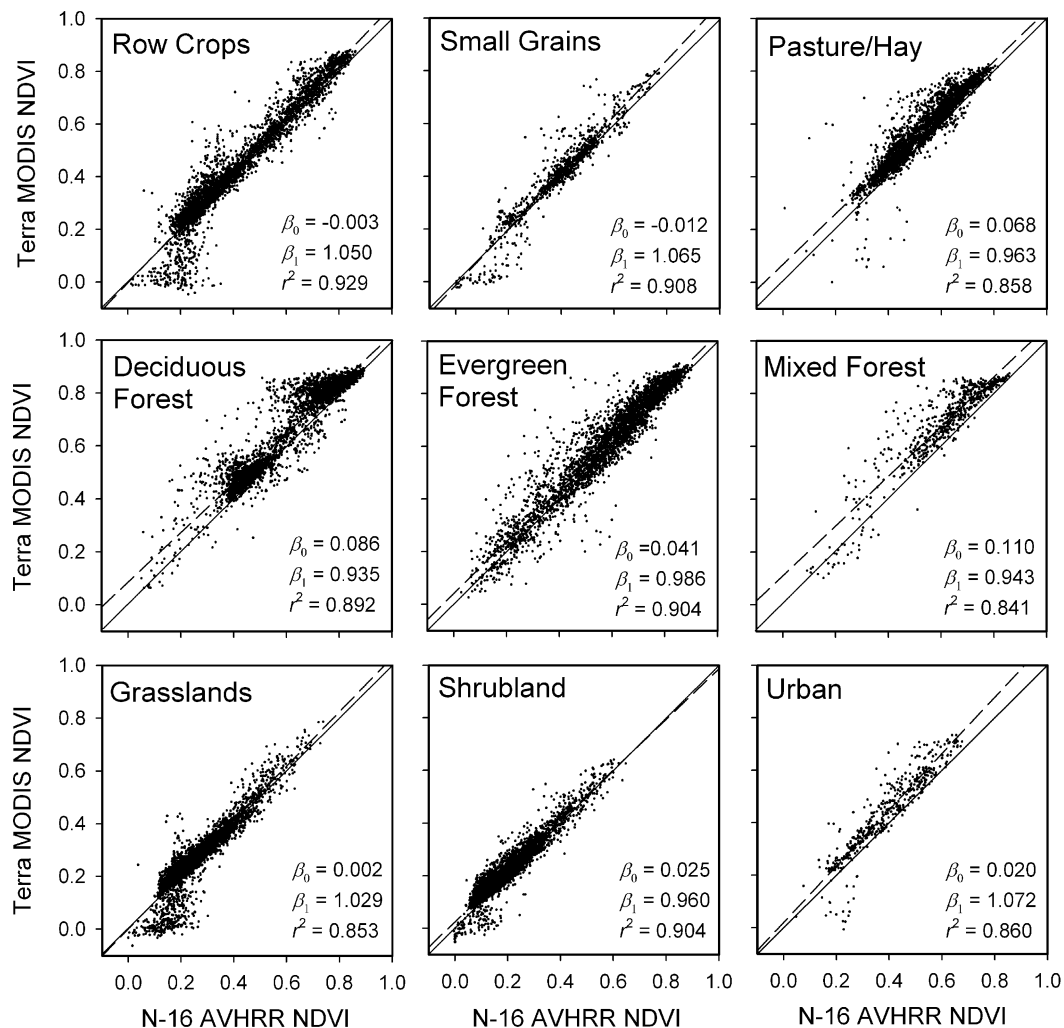 1.0
0.8
0.6
0.4
0.2
0.0
Terra MODIS NDVI
Row Crops
β0 = -0.003
β1 = 1.050
r2 = 0.929
Small Grains
β0 = -0.012
β1 = 1.065
r2 = 0.908
Pasture/Hay
β0 = 0.068
β1 = 0.963
r2 = 0.858
1.0
0.8
0.6
0.4
0.2
0.0
Terra MODIS NDVI
Deciduous
Forest
β0 = 0.086
β1 = 0.935
r2 = 0.892
Evergreen
Forest
β0 =0.041
β1 = 0.986
r2 = 0.904
Mixed Forest
β0 = 0.110
β1 = 0.943
r2 = 0.841
1.0
0.8
0.6
0.4
0.2
0.0
Terra MODIS NDVI
Grasslands
β0 = 0.002
β1 = 1.029
r2 = 0.853
Shrubland
β0 = 0.025
β1 = 0.960
r2 = 0.904
Urban
β0 = 0.020
β1 = 1.072
r2 = 0.860
0.0 0.2 0.4 0.6 0.8 1.0
0.0 0.2 0.4 0.6 0.8 1.0
0.0 0.2 0.4 0.6 0.8 1.0
N-16 AVHRR NDVI
N-16 AVHRR NDVI
N-16 AVHRR NDVI